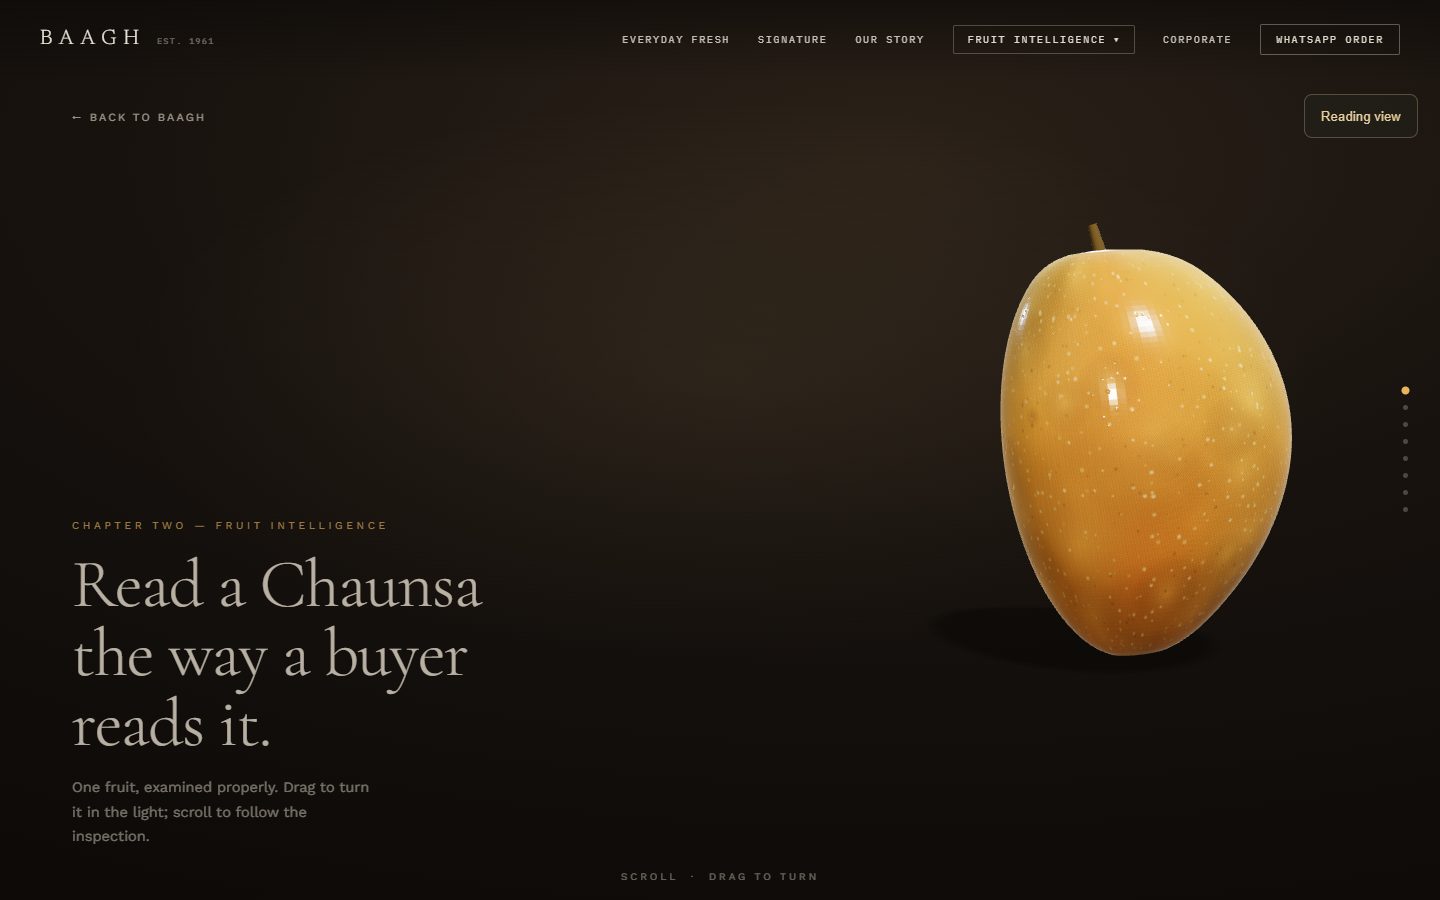 BAAGH EST. 1961
EVERYDAY FRESH SIGNATURE OUR STORY FRUIT INTELLIGENCE ▾ CORPORATE WHATSAPP ORDER
← BACK TO BAAGH
Reading view
CHAPTER TWO — FRUIT INTELLIGENCE
Read a Chaunsa
the way a buyer
reads it.
One fruit, examined properly. Drag to turn
it in the light; scroll to follow the
inspection.
SCROLL · DRAG TO TURN